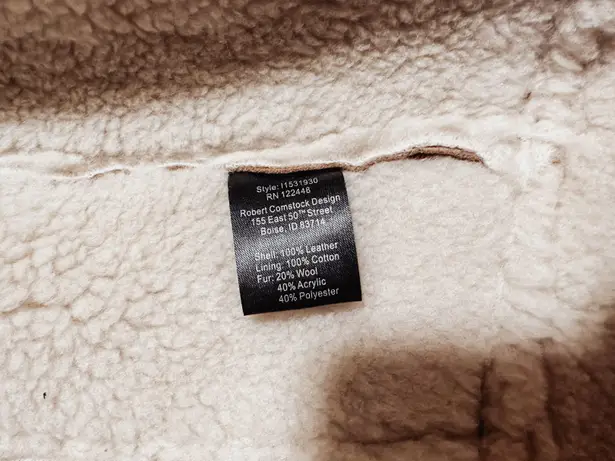 Style: I1531930
RN 122446
Robert Comstock Design
155 East 50TH Street
Boise, ID 83714
Shell: 100% Leather
Lining: 100% Cotton
Fur: 20% Wool
40% Acrylic
40% Polyester